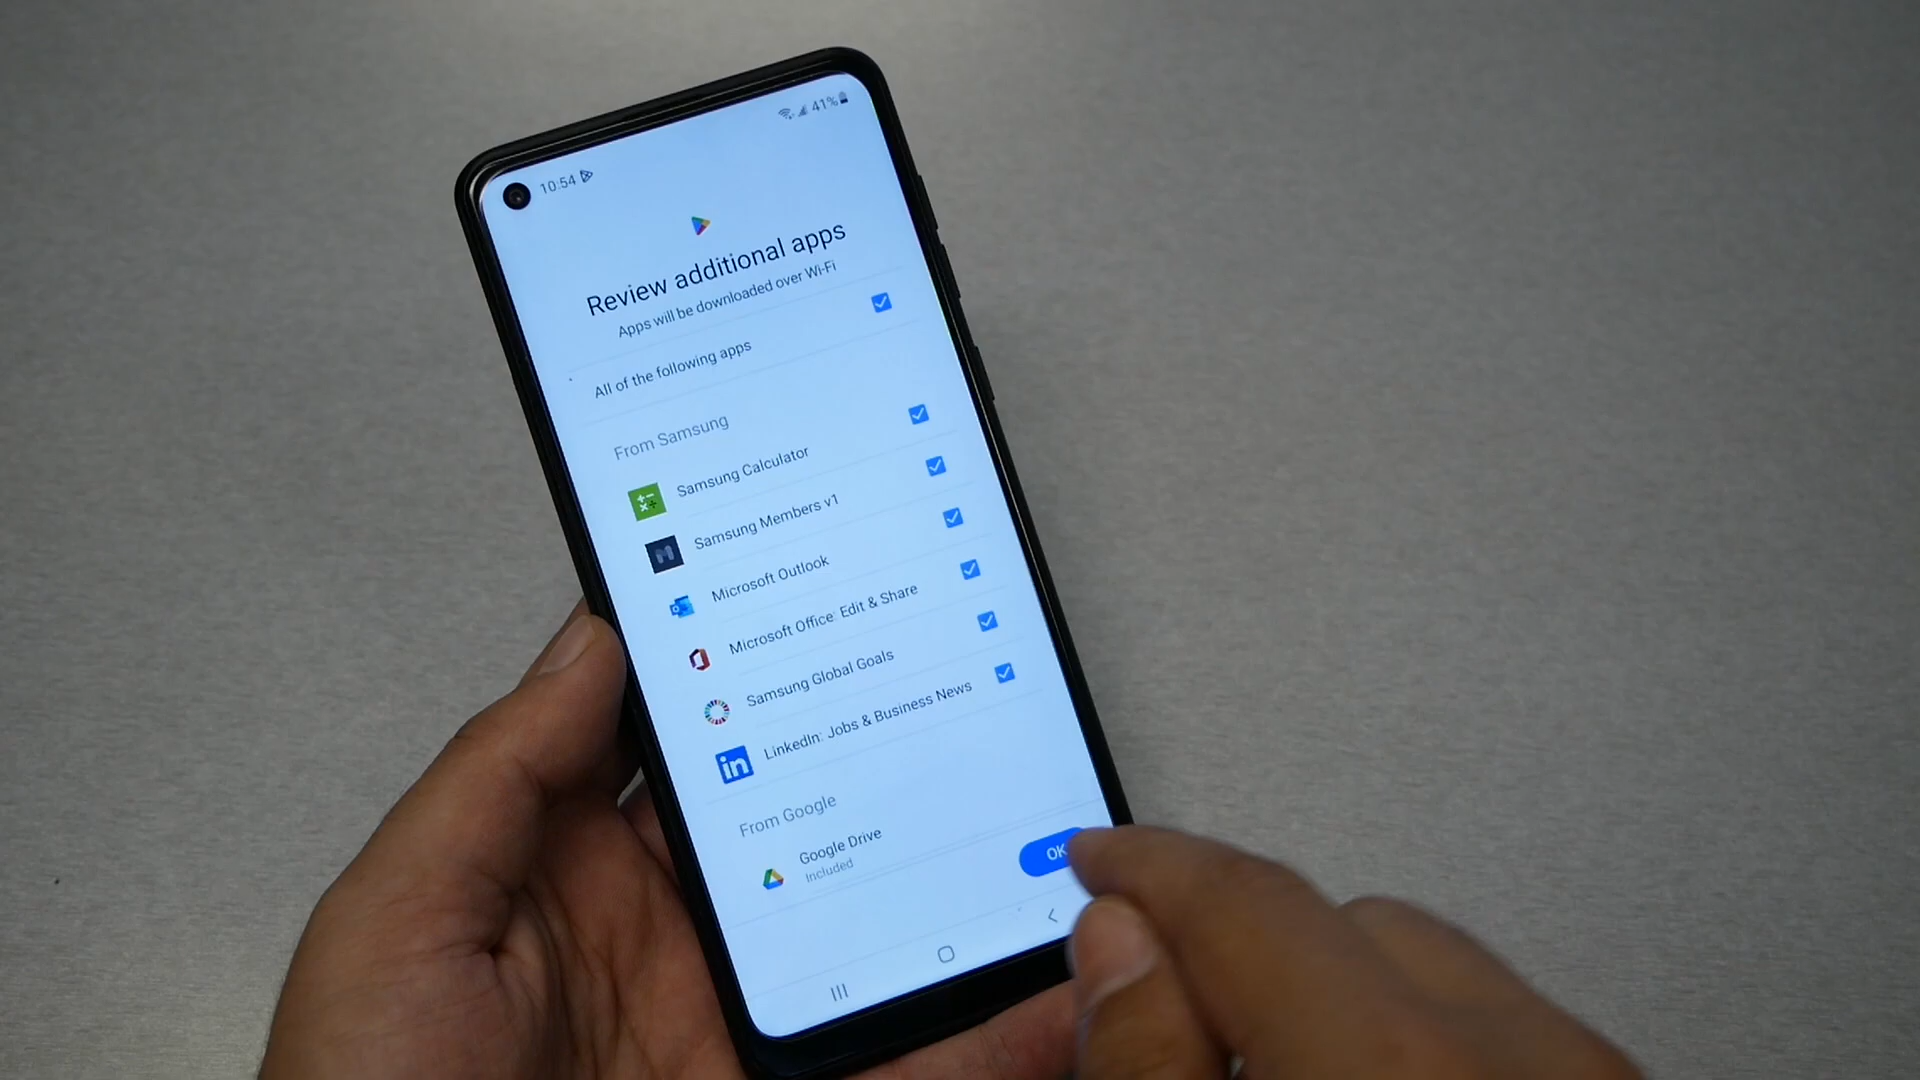 10:54
41%
Review additional apps
Apps will be downloaded over Wi-Fi
All of the following apps
From Samsung
Samsung Calculator
Samsung Members v1
Microsoft Outlook
Microsoft Office: Edit & Share
Samsung Global Goals
in
LinkedIn: Jobs & Business News
From Google
Google Drive
Included
OK